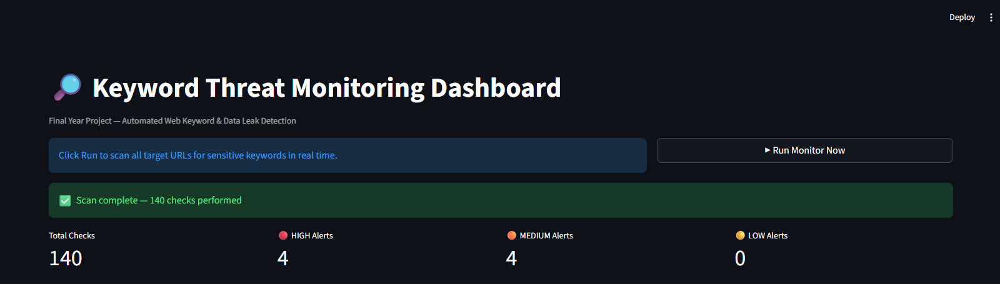 Deploy
Keyword Threat Monitoring Dashboard
Final Year Project — Automated Web Keyword & Data Leak Detection
Click Run to scan all target URLs for sensitive keywords in real time.
Run Monitor Now
Scan complete — 140 checks performed
Total Checks
140
HIGH Alerts
4
MEDIUM Alerts
4
LOW Alerts
0